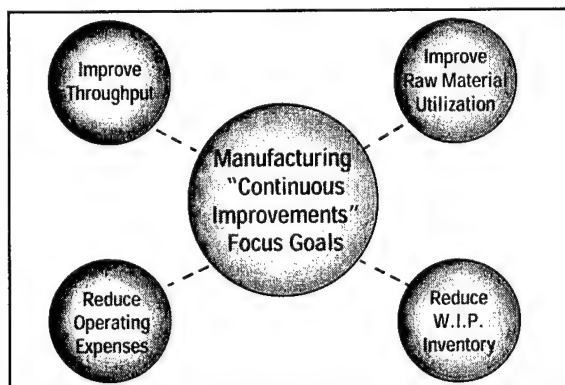 Improve
Throughput
Improve
Raw Material
Utilization
Manufacturing
"Continuous
Improvements"
Focus Goals
Reduce
Operating
Expenses
Reduce
W.I.P.
Inventory